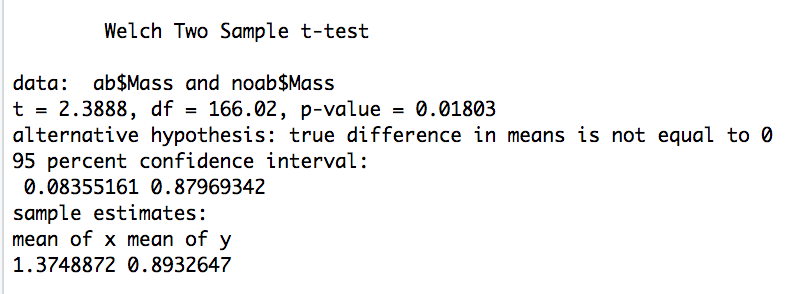 Welch Two Sample t-test
data:  ab$Mass and noab$Mass
t = 2.3888, df = 166.02, p-value = 0.01803
alternative hypothesis: true difference in means is not equal to 0
95 percent confidence interval:
 0.08355161 0.87969342
sample estimates:
mean of x mean of y
1.3748872 0.8932647